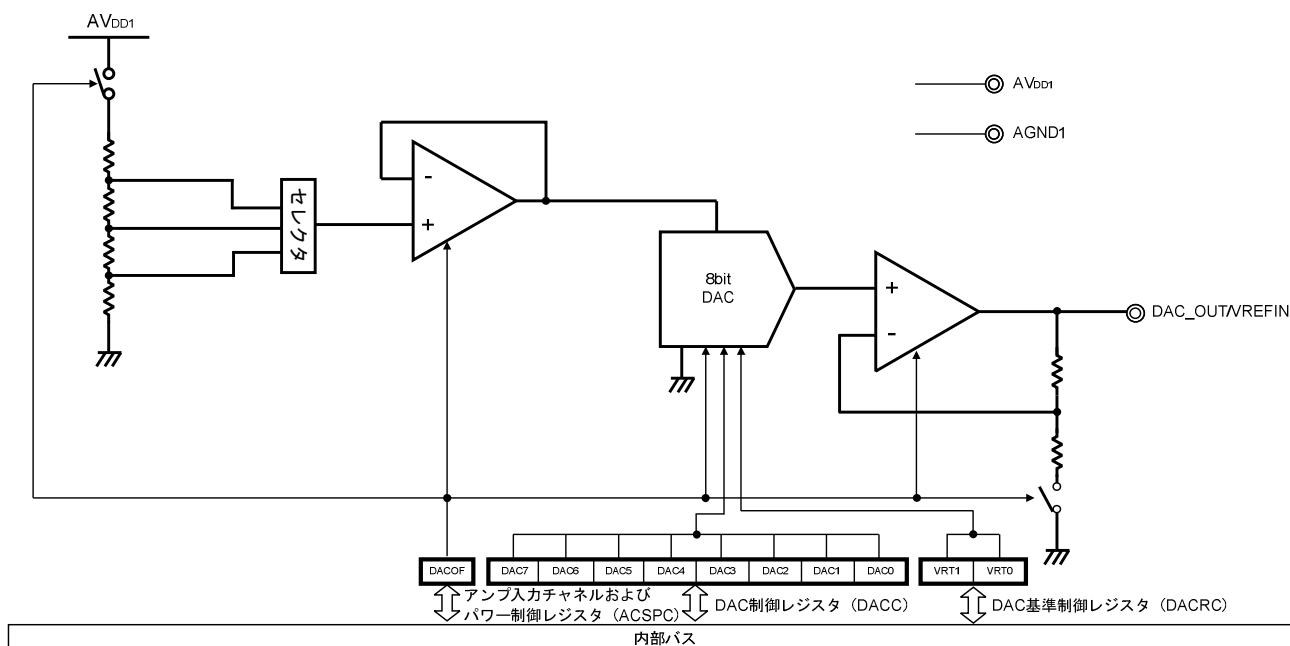 AVDD1
AVDD1
AGND1
セレクタ
-
+
8bit
DAC
+
-
DAC_OUT/VREFIN
DACOF
DAC7 DAC6 DAC5 DAC4 DAC3 DAC2 DAC1 DAC0
VRT1 VRT0
アンプ入力チャネルおよび
パワー制御レジスタ（ACSPC）
DAC制御レジスタ（DACC）
DAC基準制御レジスタ（DACRC）
内部バス